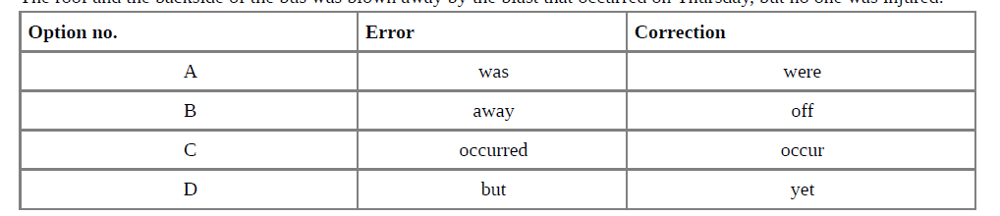 The roof and the backside of the bus was blown away by the blast that occurred on Thursday, but no one was injured.
Option no. Error Correction
A was were
B away off
C occurred occur
D but yet